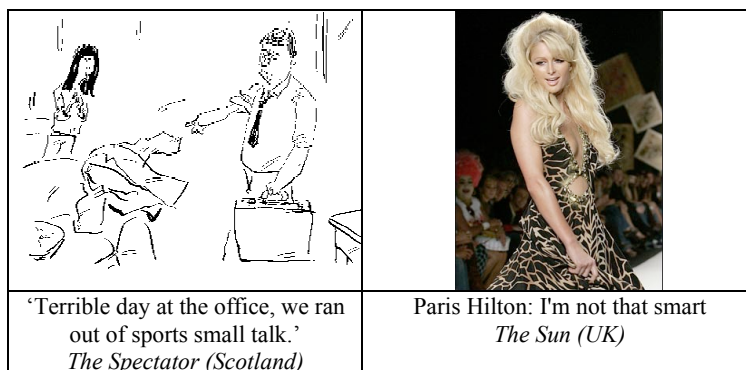 ‘Terrible day at the office, we ran
out of sports small talk.’
The Spectator (Scotland)
Paris Hilton: I'm not that smart
The Sun (UK)